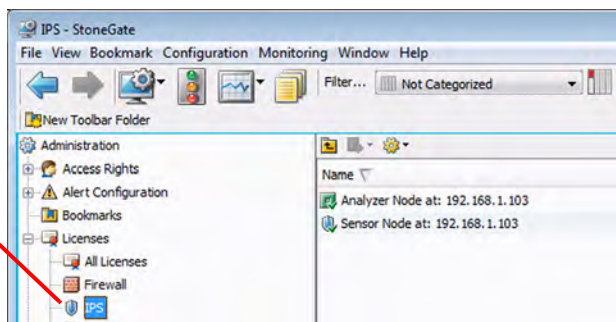 IPS - StoneGate
File View Bookmark Configuration Monitoring Window Help
Filter... Not Categorized
New Toolbar Folder
Administration
Access Rights
Alert Configuration
Bookmarks
Licenses
All Licenses
Firewall
IPS
Name
Analyzer Node at: 192.168.1.103
Sensor Node at: 192.168.1.103